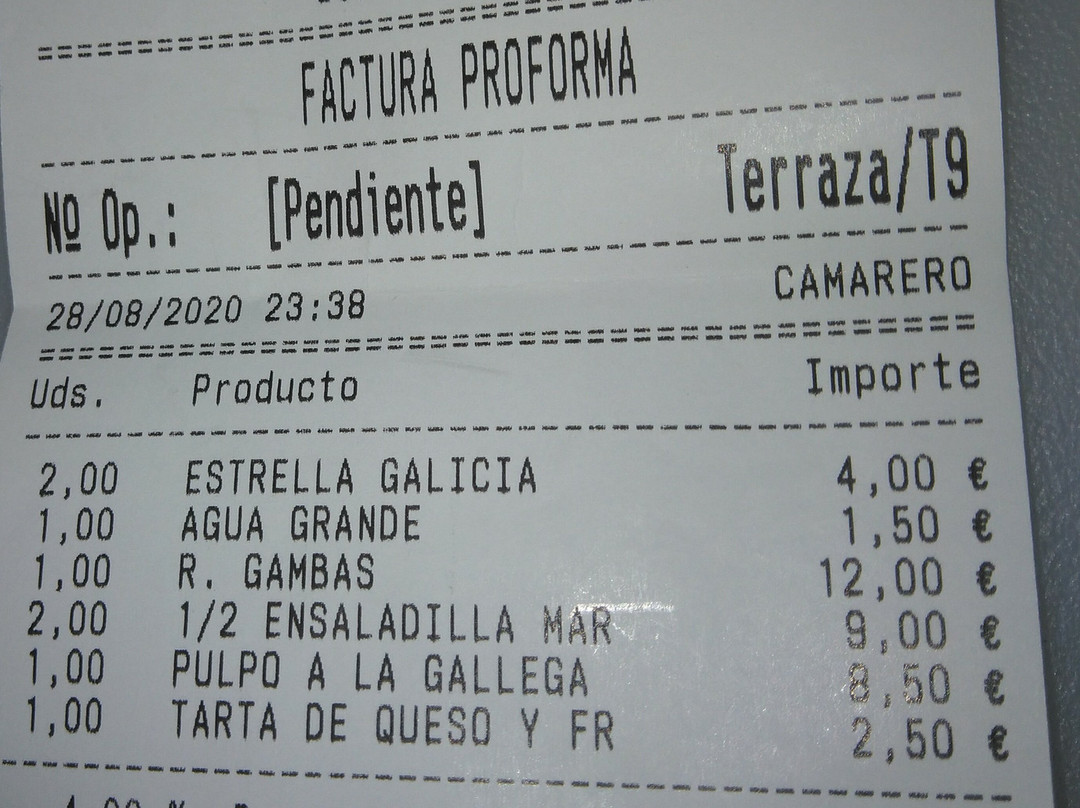 FACTURA PROFORMA
Nº Op.: [Pendiente] Terraza/T9
28/08/2020 23:38 CAMARERO
Uds. Producto Importe
2,00 ESTRELLA GALICIA 4,00 €
1,00 AGUA GRANDE 1,50 €
1,00 R. GAMBAS 12,00 €
2,00 1/2 ENSALADILLA MAR 9,00 €
1,00 PULPO A LA GALLEGA 8,50 €
1,00 TARTA DE QUESO Y FR 2,50 €